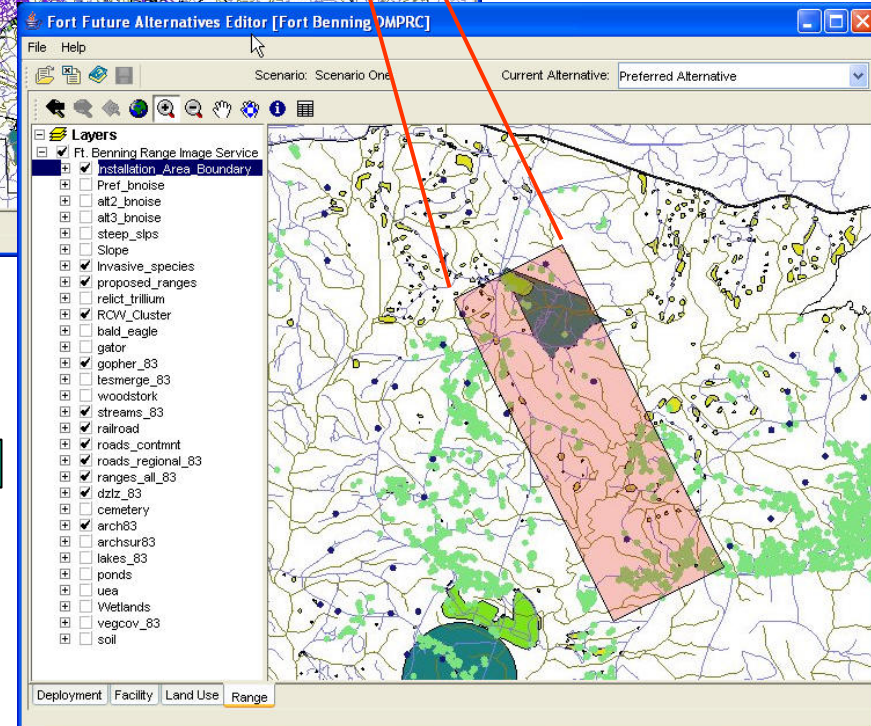 Fort Future Alternatives Editor [Fort Benning DMPRC]
File Help
Scenario: Scenario One
Current Alternative: Preferred Alternative
Layers
Ft. Benning Range Image Service
Installation_Area_Boundary
Pref_bnoise
alt2_bnoise
alt3_bnoise
steep_slps
Slope
Invasive_species
proposed_ranges
relict_trillium
RCW_Cluster
bald_eagle
gator
gopher_83
tesmerge_83
woodstork
streams_83
railroad
roads_contmnt
roads_regional_83
ranges_all_83
dzlz_83
cemetery
arch83
archsur83
lakes_83
ponds
uea
Wetlands
vegcov_83
soil
Deployment Facility Land Use Range